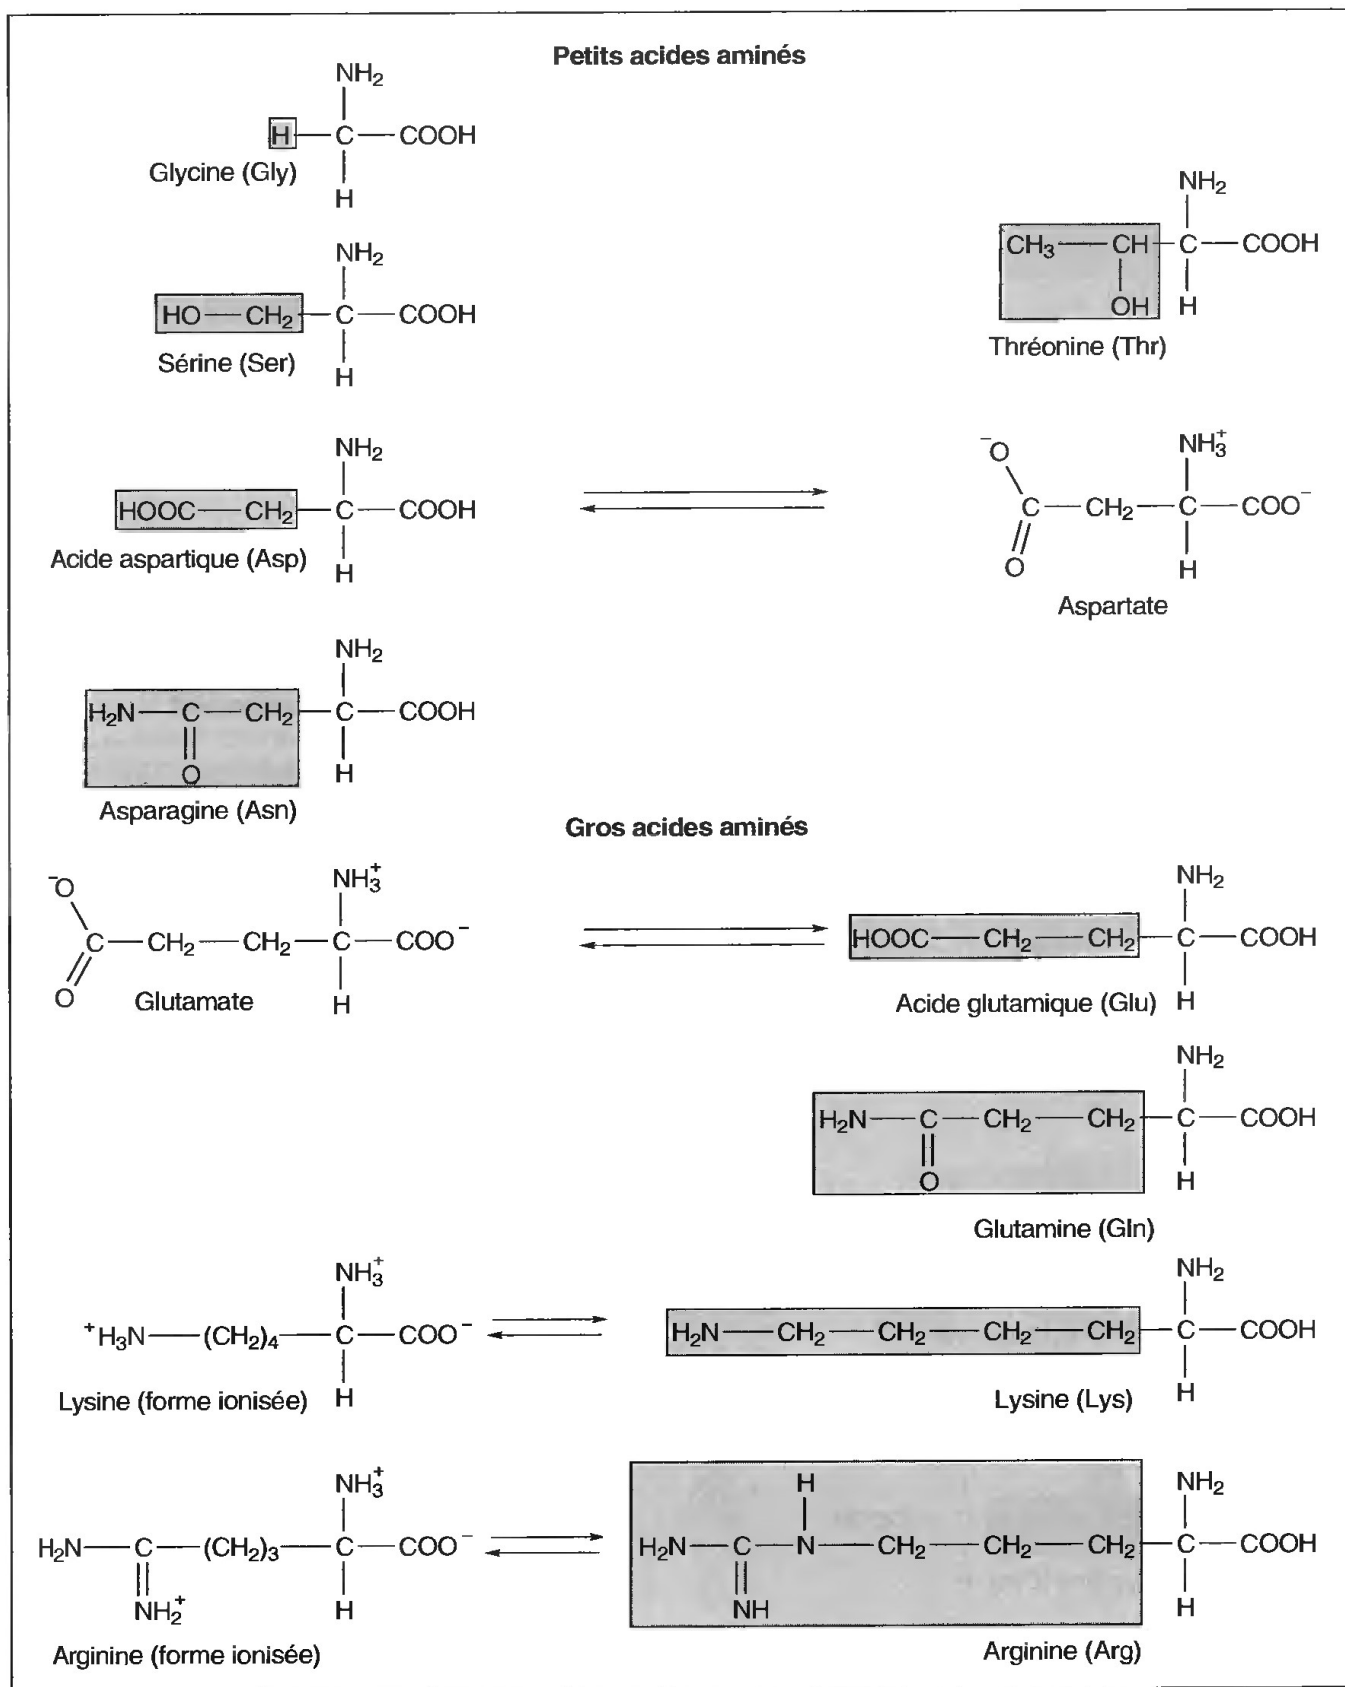 Petits acides aminés
NH₂
H—C—COOH
Glycine (Gly)
H
NH₂
CH₃—CH—C—COOH
OH H
Thréonine (Thr)
NH₂
HO—CH₂—C—COOH
Sérine (Ser)
H
NH₂
HOOC—CH₂—C—COOH
Acide aspartique (Asp)
H
⁻O NH₃⁺
C—CH₂—C—COO⁻
O H
Aspartate
NH₂
H₂N—C—CH₂—C—COOH
O H
Asparagine (Asn)
Gros acides aminés
⁻O NH₃⁺
C—CH₂—CH₂—C—COO⁻
O H
Glutamate
NH₂
HOOC—CH₂—CH₂—C—COOH
Acide glutamique (Glu)
H
NH₂
H₂N—C—CH₂—CH₂—C—COOH
O H
Glutamine (Gln)
NH₃⁺
⁺H₃N—(CH₂)₄—C—COO⁻
Lysine (forme ionisée)
H
NH₂
H₂N—CH₂—CH₂—CH₂—CH₂—C—COOH
Lysine (Lys)
H
NH₃⁺
H₂N—C—(CH₂)₃—C—COO⁻
NH₂⁺ H
Arginine (forme ionisée)
H NH₂
H₂N—C—N—CH₂—CH₂—CH₂—C—COOH
NH H
Arginine (Arg)